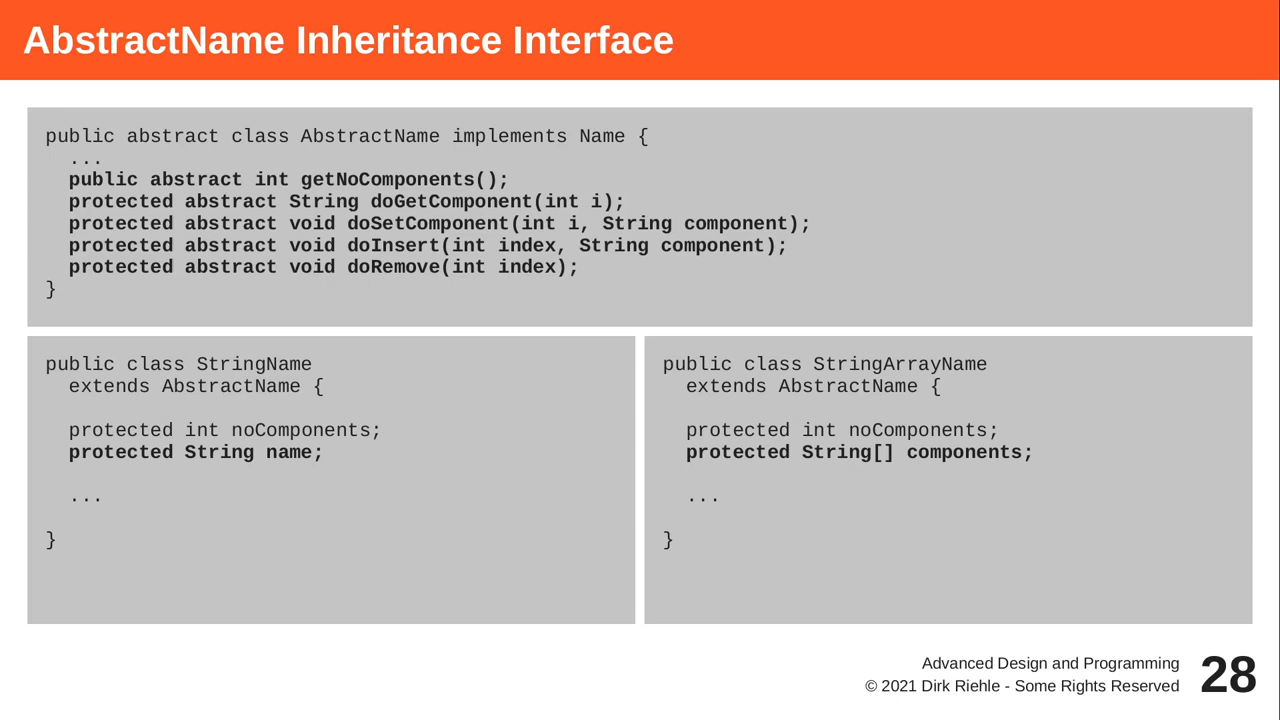 AbstractName Inheritance Interface
public abstract class AbstractName implements Name {
  ...
  public abstract int getNoComponents();
  protected abstract String doGetComponent(int i);
  protected abstract void doSetComponent(int i, String component);
  protected abstract void doInsert(int index, String component);
  protected abstract void doRemove(int index);
}
public class StringName
  extends AbstractName {
  protected int noComponents;
  protected String name;
  ...
}
public class StringArrayName
  extends AbstractName {
  protected int noComponents;
  protected String[] components;
  ...
}
Advanced Design and Programming
© 2021 Dirk Riehle - Some Rights Reserved
28